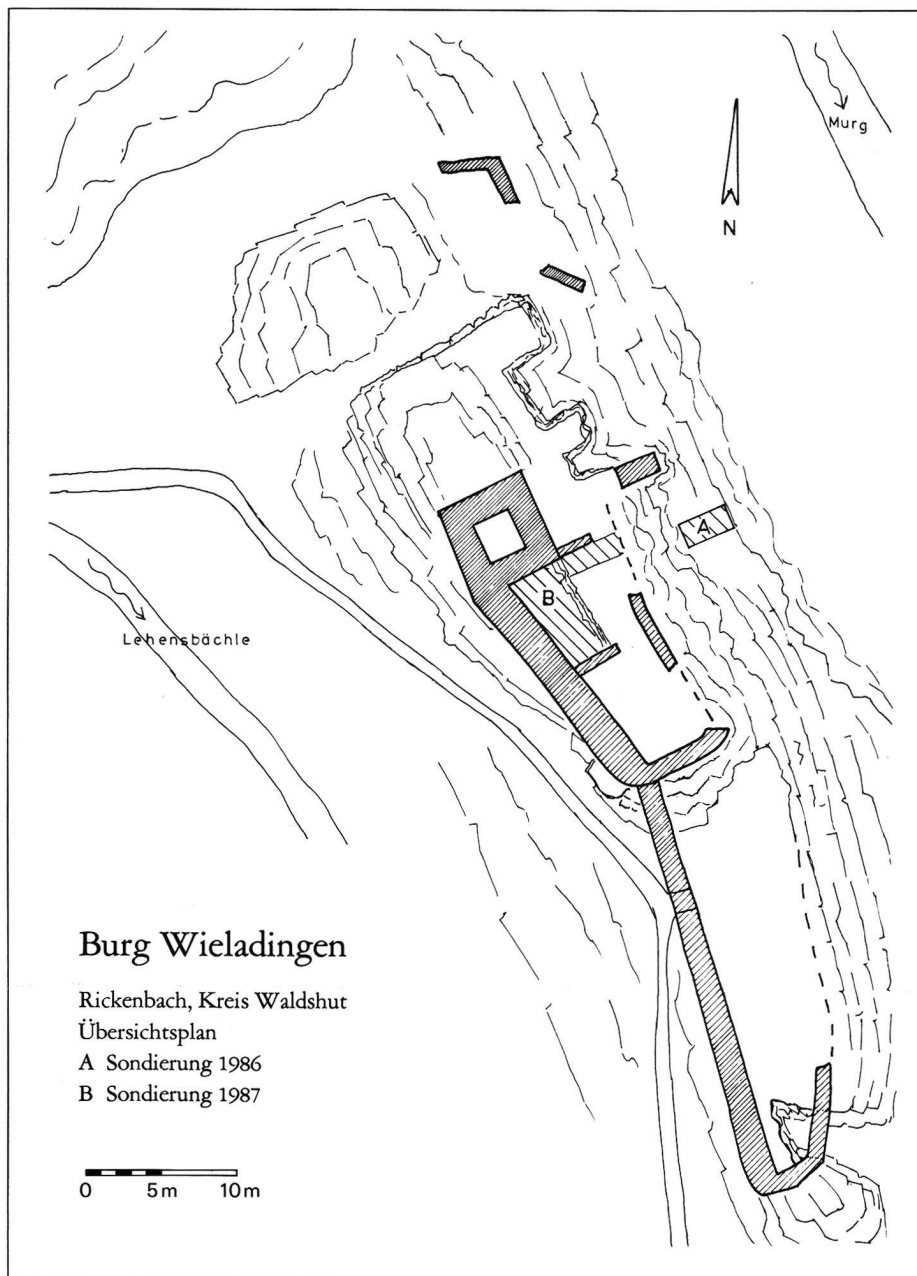 Murg
N
A
B
Lehensbächle
Burg Wieladingen
Rickenbach, Kreis Waldshut
Übersichtsplan
A Sondierung 1986
B Sondierung 1987
0 5m 10m